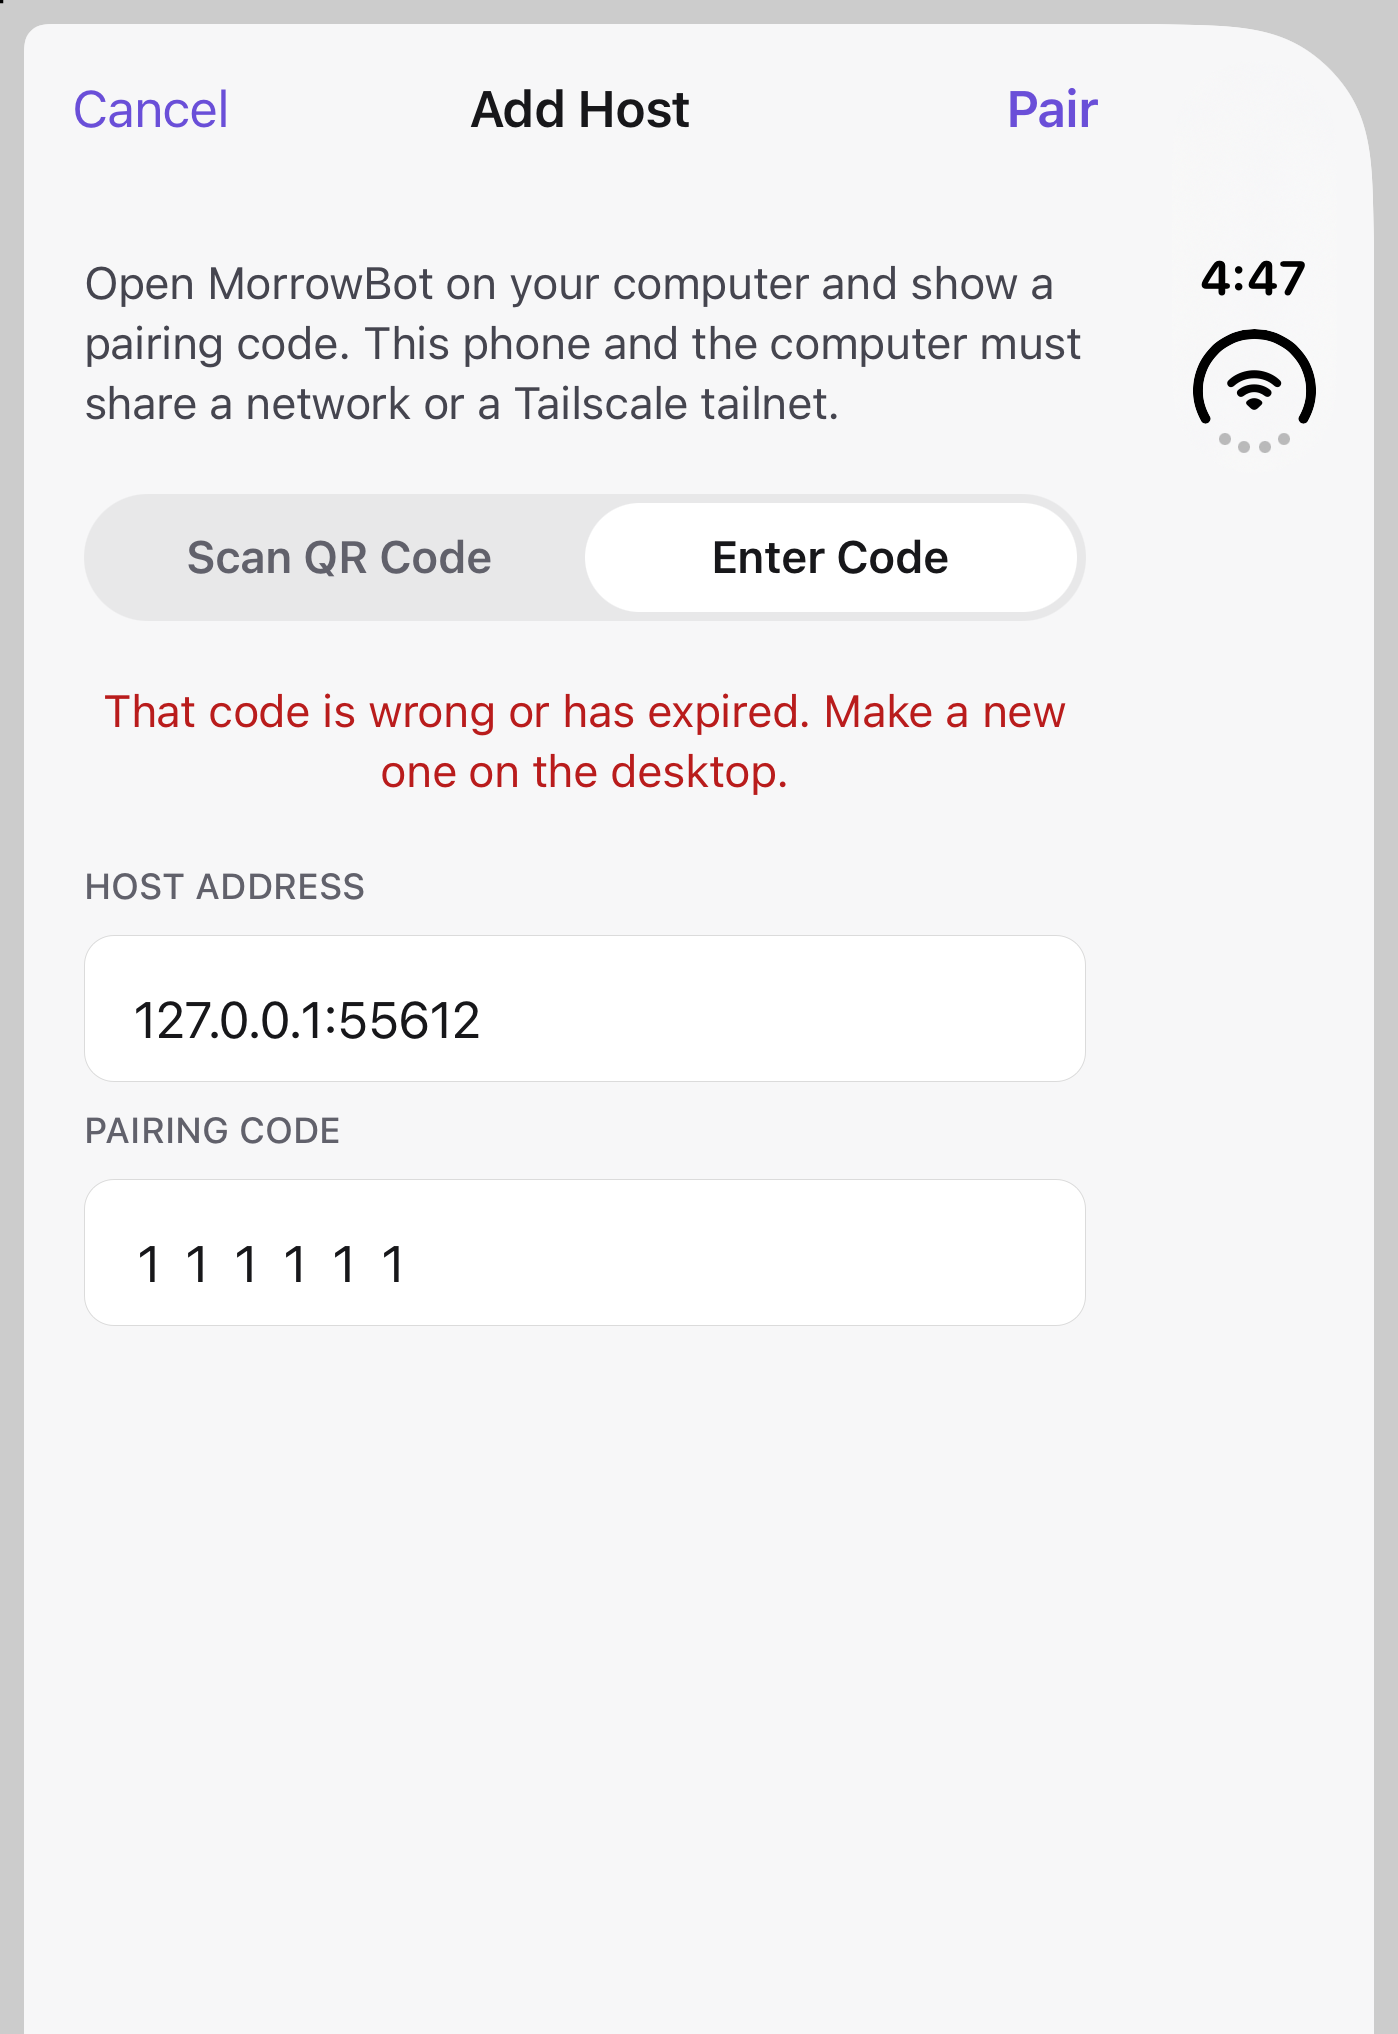 Cancel
Add Host
Pair
4:47
Open MorrowBot on your computer and show a
pairing code. This phone and the computer must
share a network or a Tailscale tailnet.
Scan QR Code
Enter Code
That code is wrong or has expired. Make a new
one on the desktop.
HOST ADDRESS
127.0.0.1:55612
PAIRING CODE
1 1 1 1 1 1